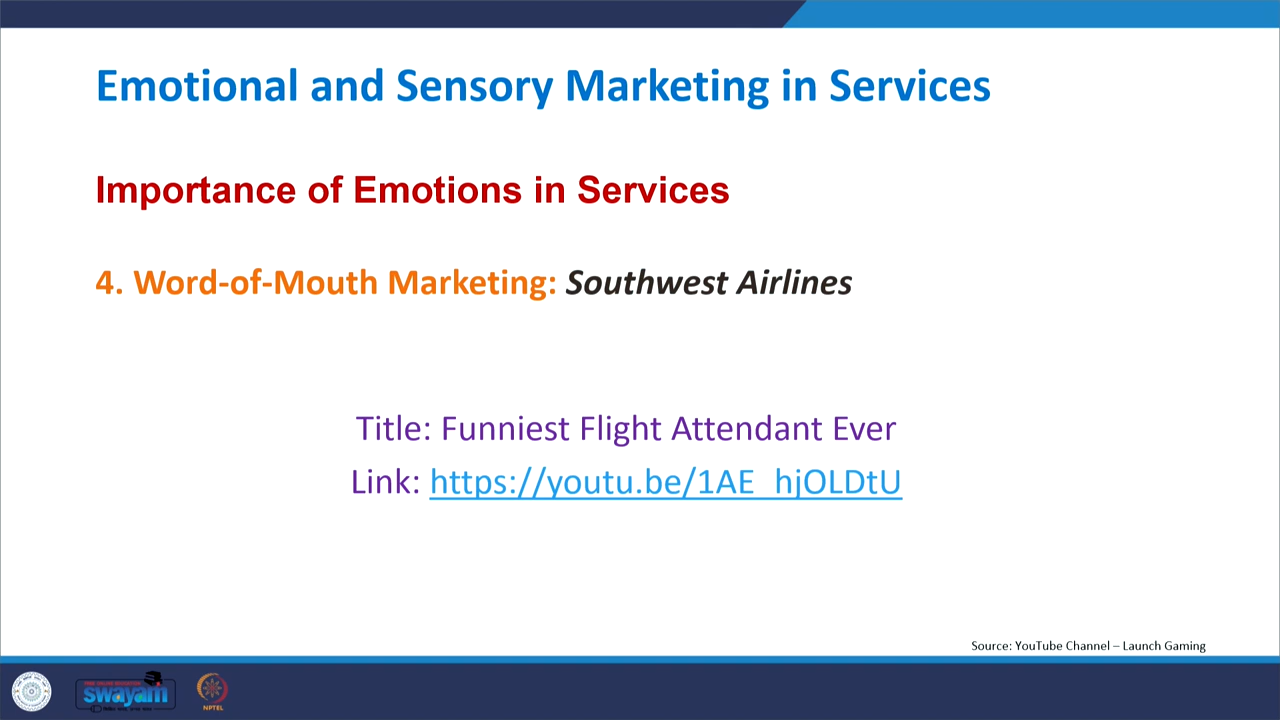 Emotional and Sensory Marketing in Services
Importance of Emotions in Services
4. Word-of-Mouth Marketing: Southwest Airlines
Title: Funniest Flight Attendant Ever
Link: https://youtu.be/1AE_hjOLDtU
Source: YouTube Channel – Launch Gaming
swayam
NPTEL